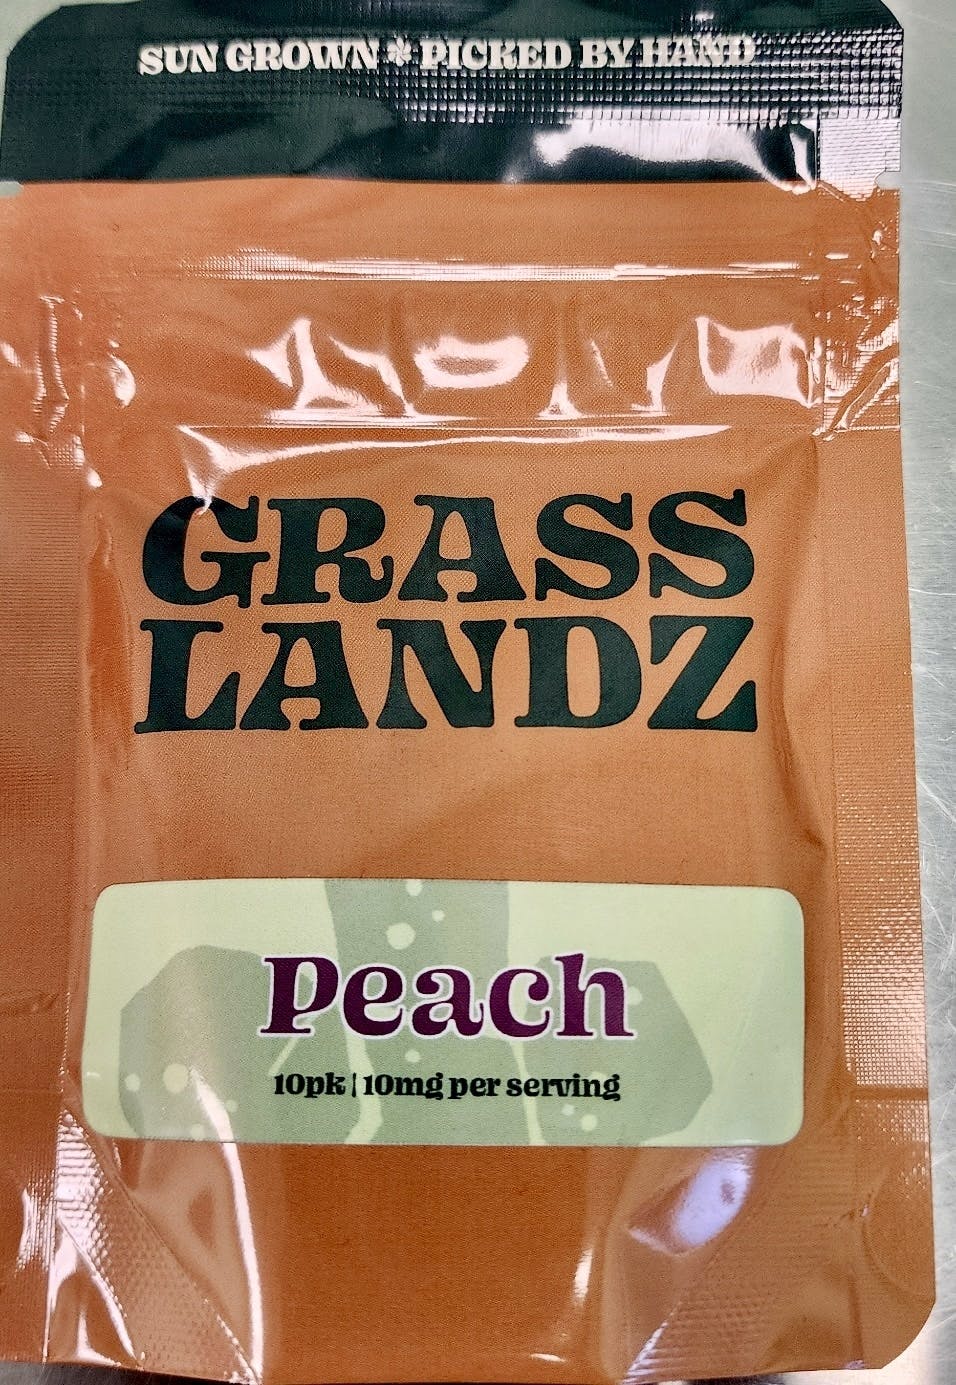 SUN GROWN PICKED BY HAND
GRASS
LANDZ
Peach
10pk | 10mg per serving